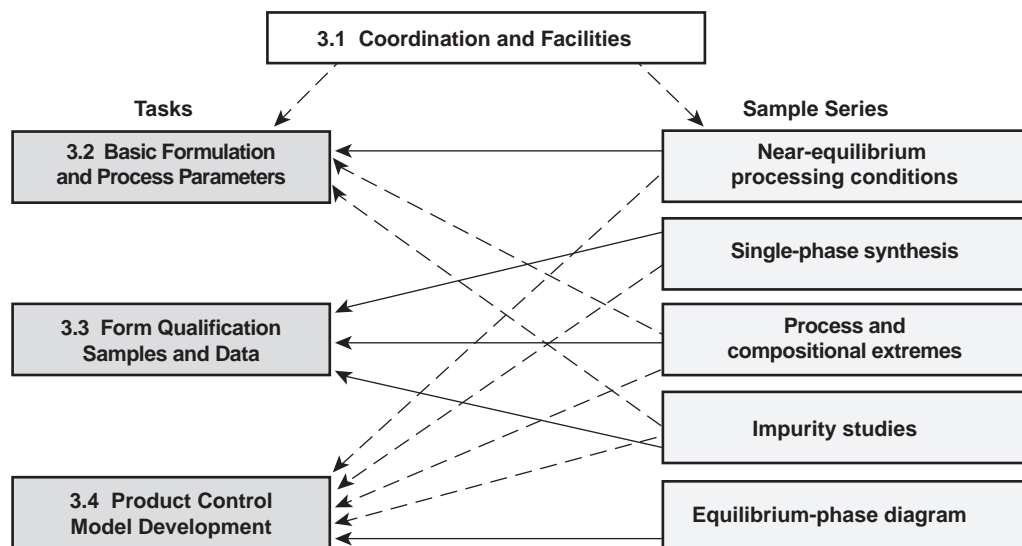 3.1 Coordination and Facilities
Tasks
Sample Series
3.2 Basic Formulation
and Process Parameters
Near-equilibrium
processing conditions
Single-phase synthesis
3.3 Form Qualification
Samples and Data
Process and
compositional extremes
Impurity studies
3.4 Product Control
Model Development
Equilibrium-phase diagram